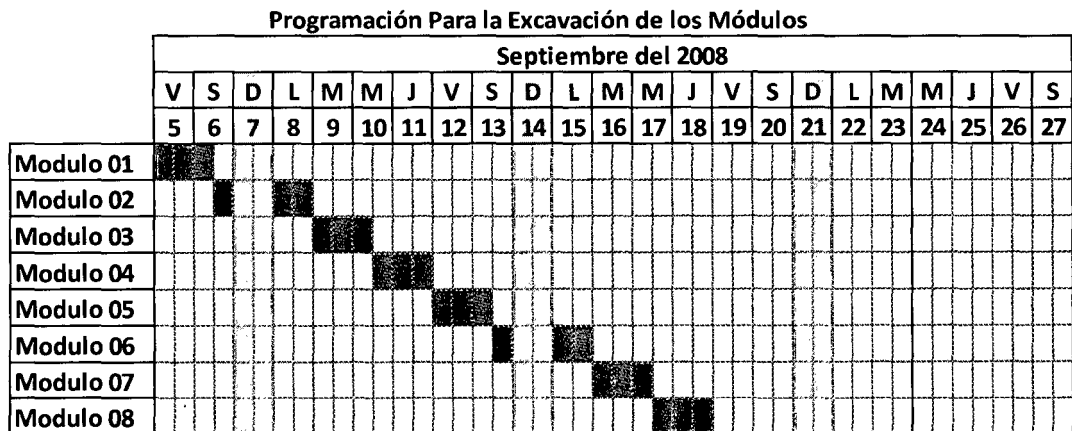 Programación Para la Excavación de los Módulos
Septiembre del 2008
V S D L M M J V S D L M M J V S D L M M J V S
5 6 7 8 9 10 11 12 13 14 15 16 17 18 19 20 21 22 23 24 25 26 27
Modulo 01
Modulo 02
Modulo 03
Modulo 04
Modulo 05
Modulo 06
Modulo 07
Modulo 08